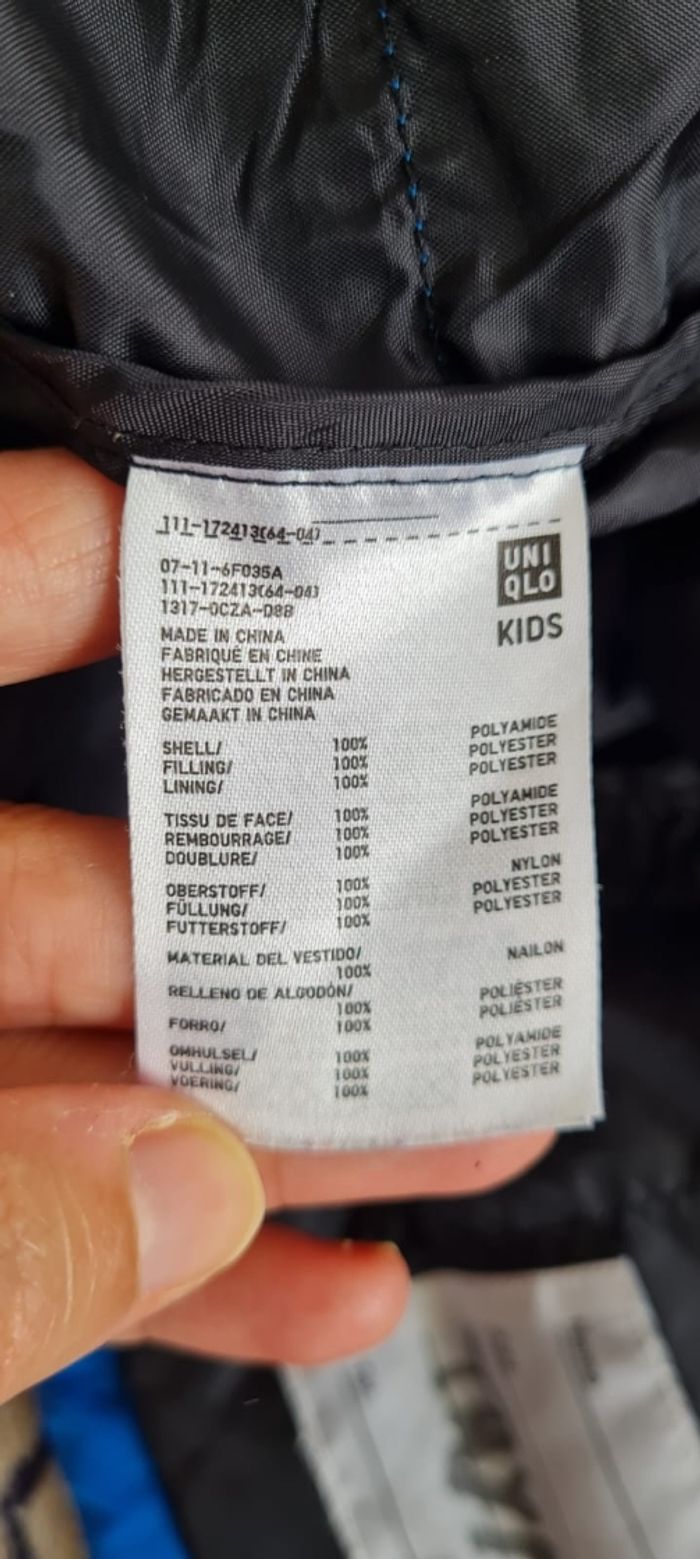 111-172413(64-04)
07-11-6F035A
111-172413(64-04)
1317-0CZA-D8B
UNI
QLO
KIDS
MADE IN CHINA
FABRIQUÉ EN CHINE
HERGESTELLT IN CHINA
FABRICADO EN CHINA
GEMAAKT IN CHINA
SHELL/ 100% POLYAMIDE
FILLING/ 100% POLYESTER
LINING/ 100% POLYESTER
TISSU DE FACE/ 100% POLYAMIDE
REMBOURRAGE/ 100% POLYESTER
DOUBLURE/ 100% POLYESTER
OBERSTOFF/ 100% NYLON
FÜLLUNG/ 100% POLYESTER
FUTTERSTOFF/ 100% POLYESTER
MATERIAL DEL VESTIDO/
100% NAILON
RELLENO DE ALGODÓN/
100% POLIÉSTER
FORRO/ 100% POLIÉSTER
OMHULSEL/ 100% POLYAMIDE
VULLING/ 100% POLYESTER
VOERING/ 100% POLYESTER